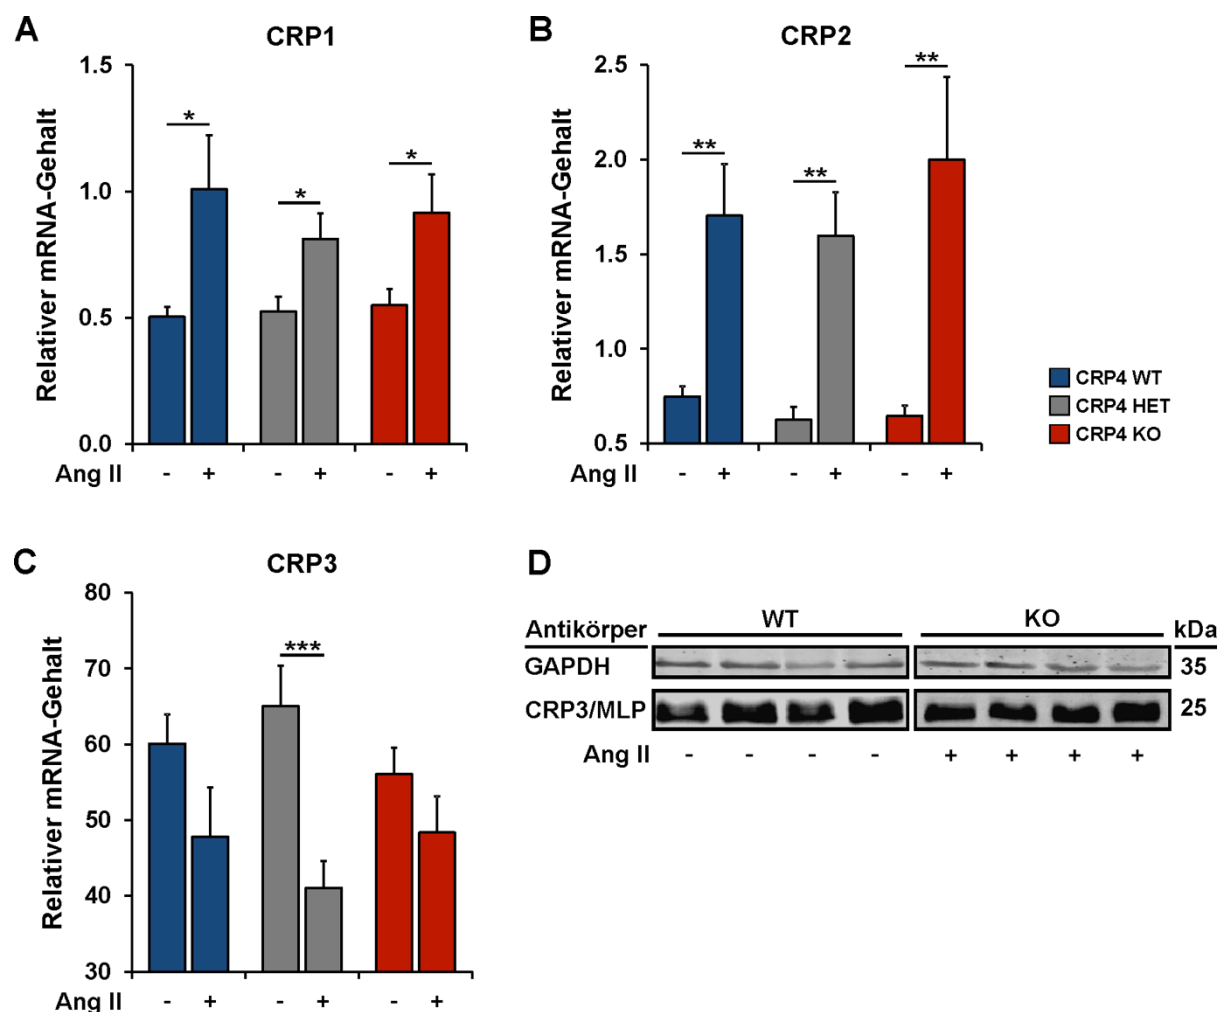 A
CRP1
Relativer mRNA-Gehalt
1.5
1.0
0.5
0.0
*
*
*
Ang II - + - + - +
B
CRP2
Relativer mRNA-Gehalt
2.5
2.0
1.5
1.0
0.5
**
**
**
Ang II - + - + - +
CRP4 WT
CRP4 HET
CRP4 KO
C
CRP3
Relativer mRNA-Gehalt
80
70
60
50
40
30
***
Ang II - + - + - +
D
Antikörper WT KO kDa
GAPDH 35
CRP3/MLP 25
Ang II - - - - + + + +